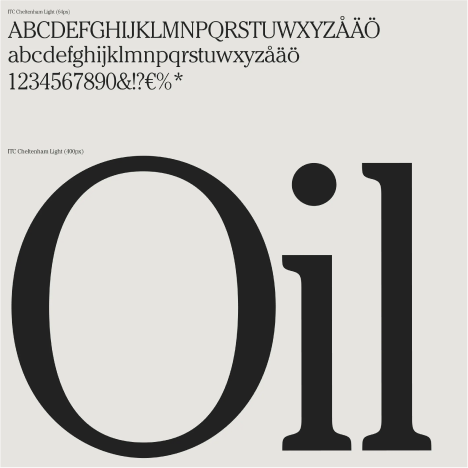 ITC Cheltenham Light (64px)
ABCDEFGHIJKLMNPQRSTUWXYZÅÄÖ
abcdefghijklmnpqrstuwxyzåäö
1234567890&!?€%*
ITC Cheltenham Light (400px)
Oil